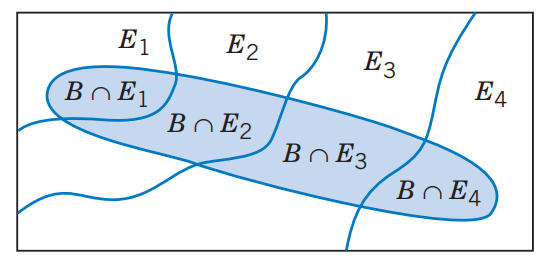 E₁
E₂
E₃
E₄
B ∩ E₁
B ∩ E₂
B ∩ E₃
B ∩ E₄